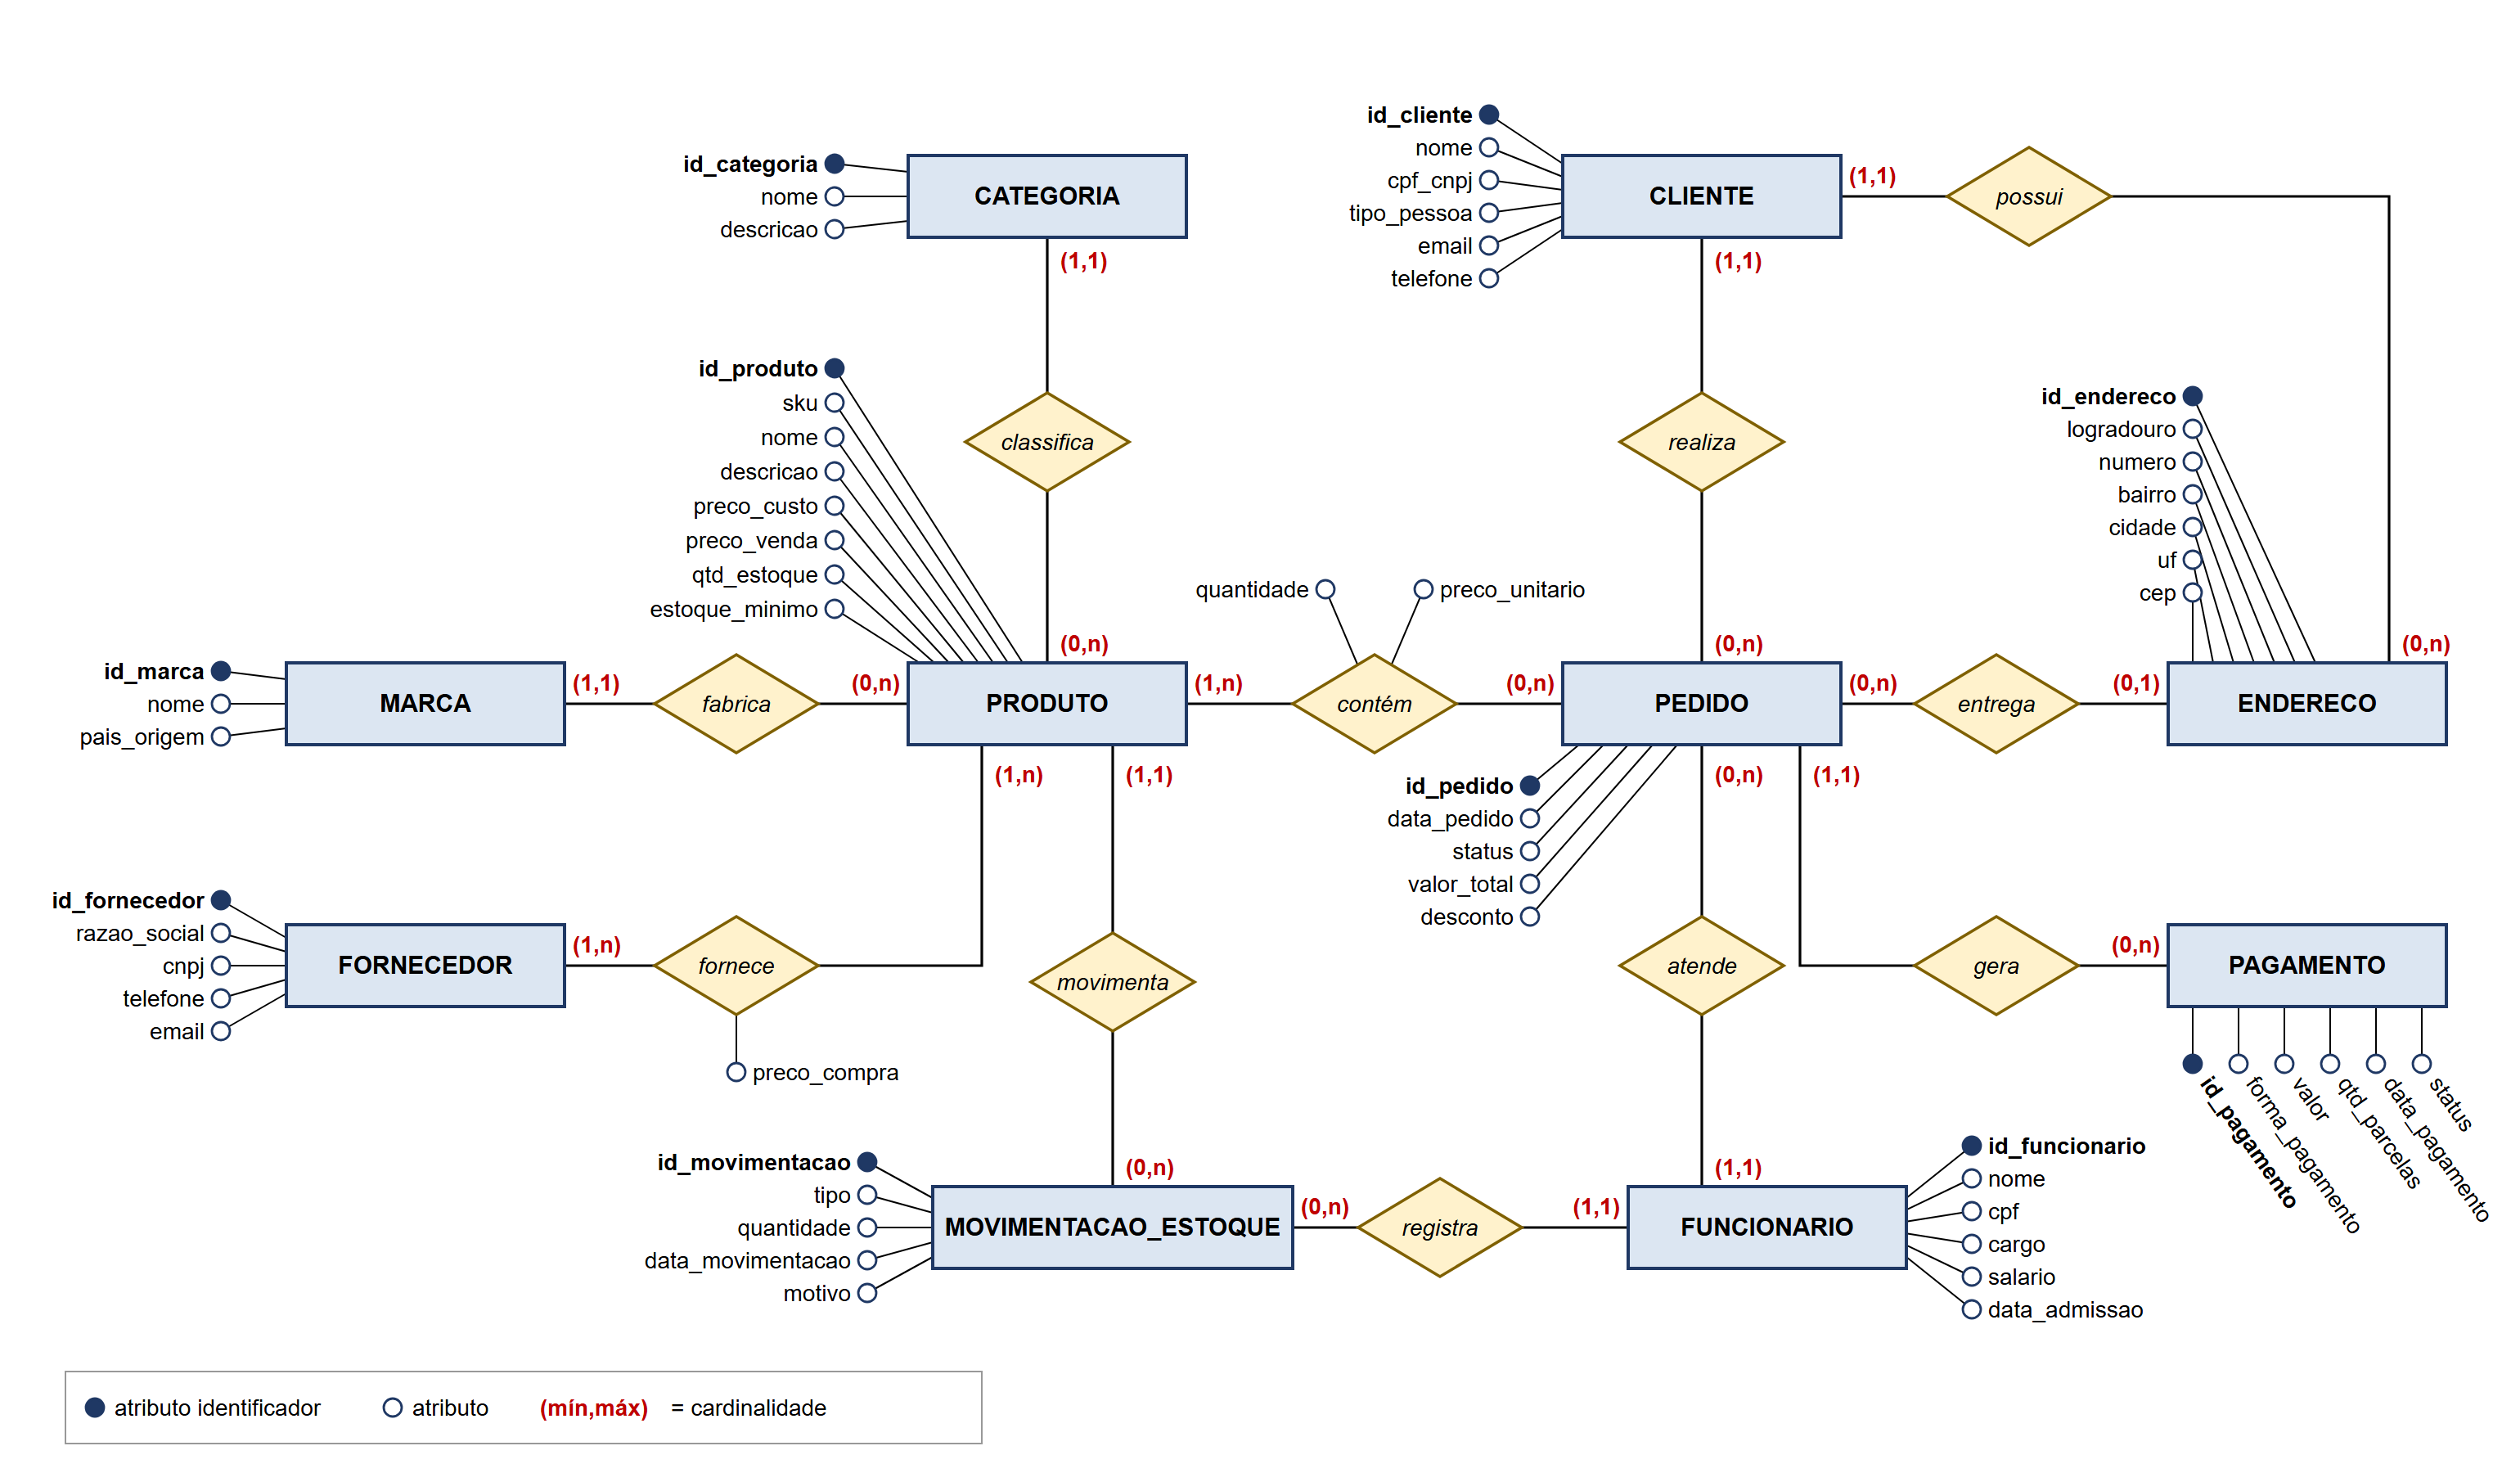 id_categoria
nome
descricao
CATEGORIA
(1,1)
id_cliente
nome
cpf_cnpj
tipo_pessoa
email
telefone
CLIENTE
(1,1)
(1,1)
possui
classifica
realiza
id_produto
sku
nome
descricao
preco_custo
preco_venda
qtd_estoque
estoque_minimo
id_endereco
logradouro
numero
bairro
cidade
uf
cep
quantidade
preco_unitario
id_marca
nome
pais_origem
MARCA
(1,1)
fabrica
(0,n)
(0,n)
PRODUTO
(1,n)
contém
(0,n)
(0,n)
PEDIDO
(0,n)
entrega
(0,1)
(0,n)
ENDERECO
(1,n)
(1,1)
(0,n)
(1,1)
id_pedido
data_pedido
status
valor_total
desconto
id_fornecedor
razao_social
cnpj
telefone
email
FORNECEDOR
(1,n)
fornece
preco_compra
movimenta
atende
gera
(0,n)
PAGAMENTO
id_pagamento
forma_pagamento
valor
qtd_parcelas
data_pagamento
status
id_movimentacao
tipo
quantidade
data_movimentacao
motivo
(0,n)
MOVIMENTACAO_ESTOQUE
(0,n)
registra
(1,1)
(1,1)
FUNCIONARIO
id_funcionario
nome
cpf
cargo
salario
data_admissao
atributo identificador
atributo
(mín,máx) = cardinalidade